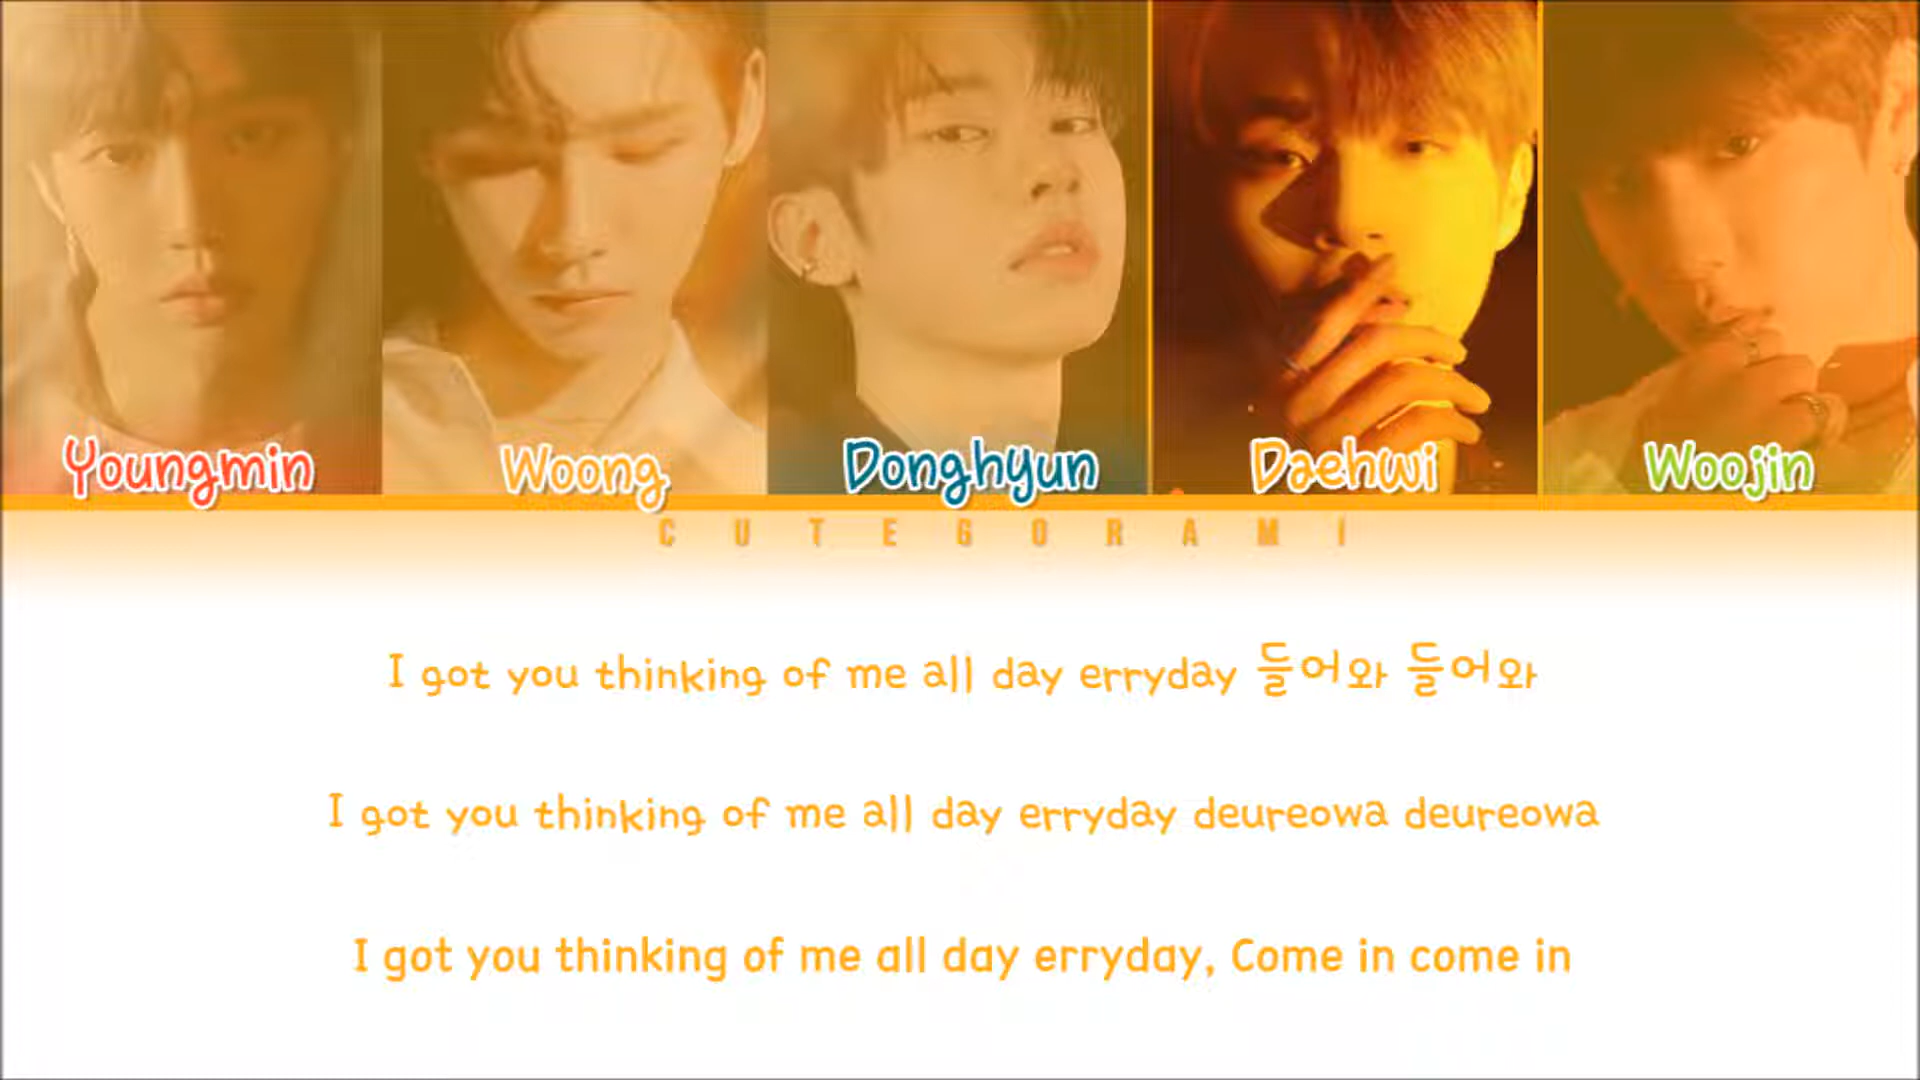 Youngmin Woong Donghyun Daehwi Woojin
CUTEGORAMI
I got you thinking of me all day erryday 들어와 들어와
I got you thinking of me all day erryday deureowa deureowa
I got you thinking of me all day erryday, Come in come in